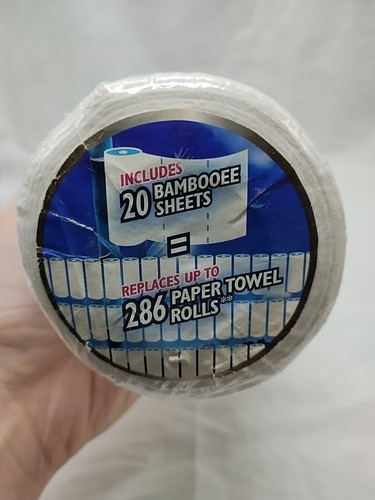 INCLUDES
20 BAMBOOEE
SHEETS
=
REPLACES UP TO
286 PAPER TOWEL
ROLLS**